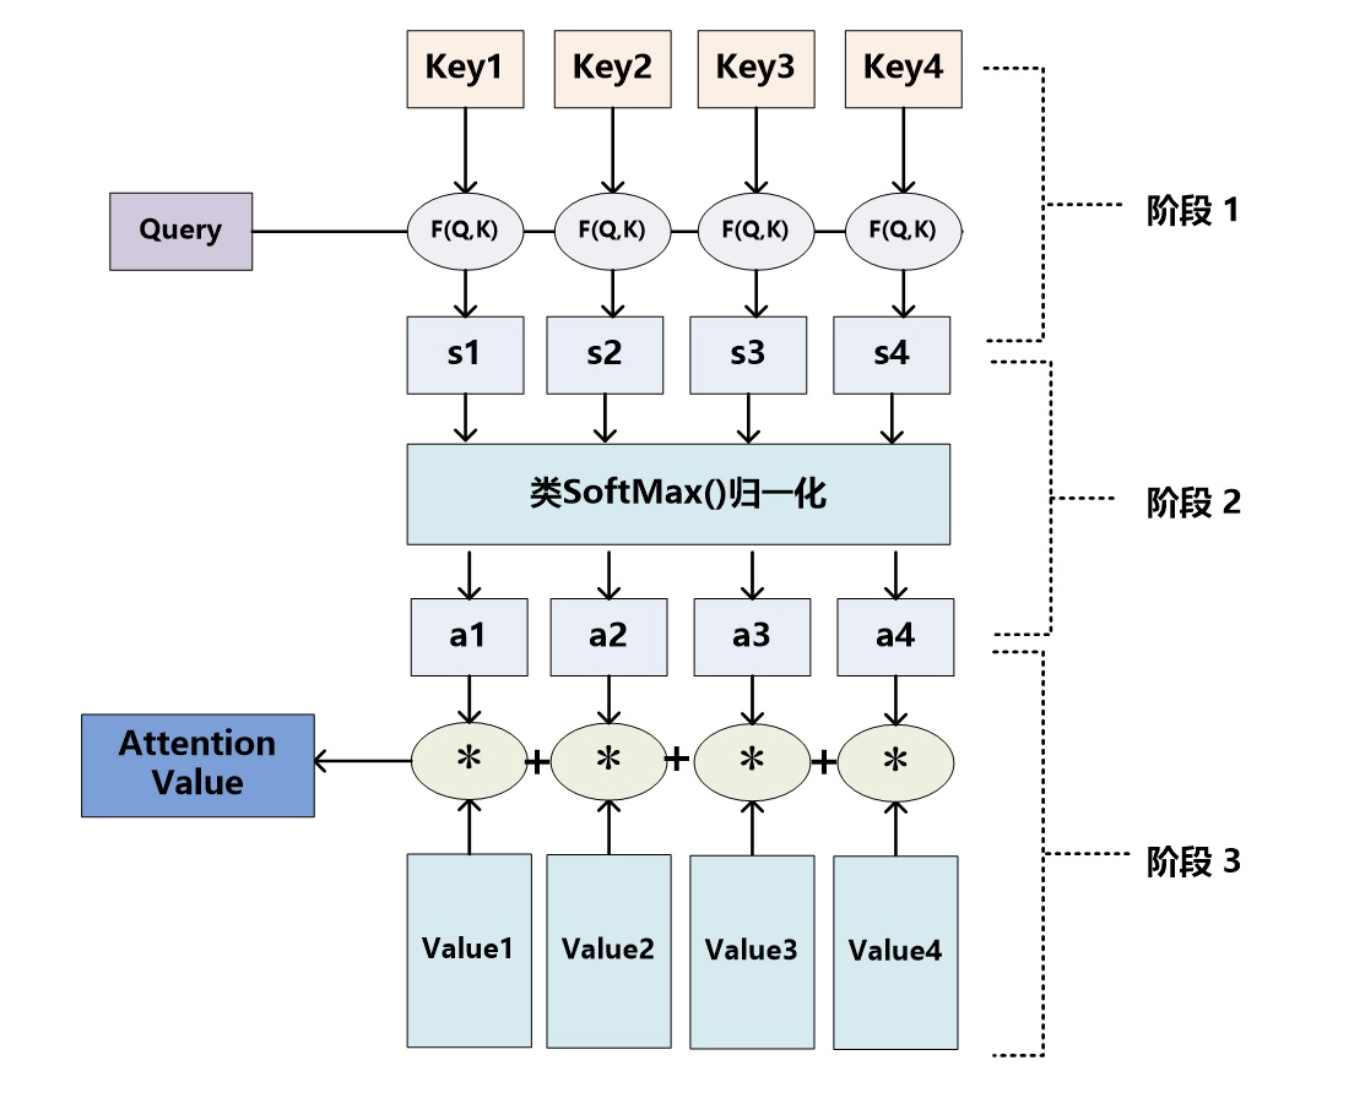 Key1 Key2 Key3 Key4
阶段 1
Query F(Q,K) F(Q,K) F(Q,K) F(Q,K)
s1 s2 s3 s4
类SoftMax()归一化
阶段 2
a1 a2 a3 a4
Attention
Value
* + * + * + *
阶段 3
Value1 Value2 Value3 Value4